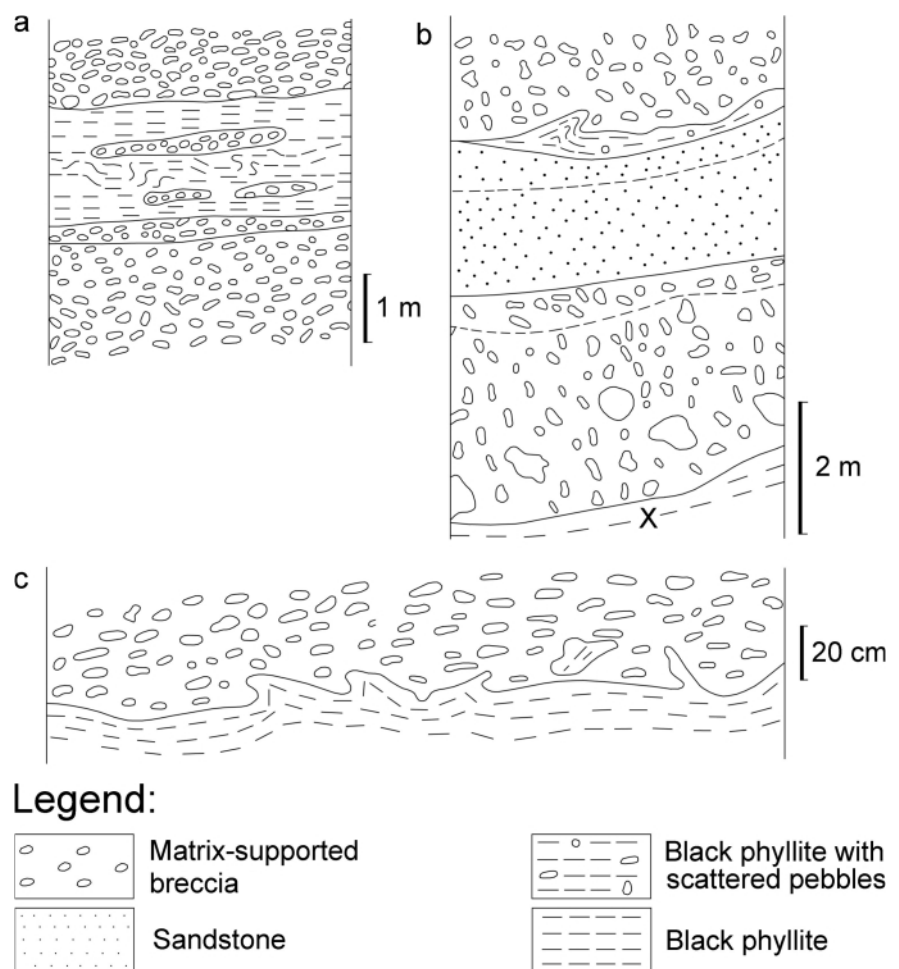 a
b
1 m
2 m
X
c
20 cm
Legend:
Matrix-supported
breccia
Black phyllite with
scattered pebbles
Sandstone
Black phyllite